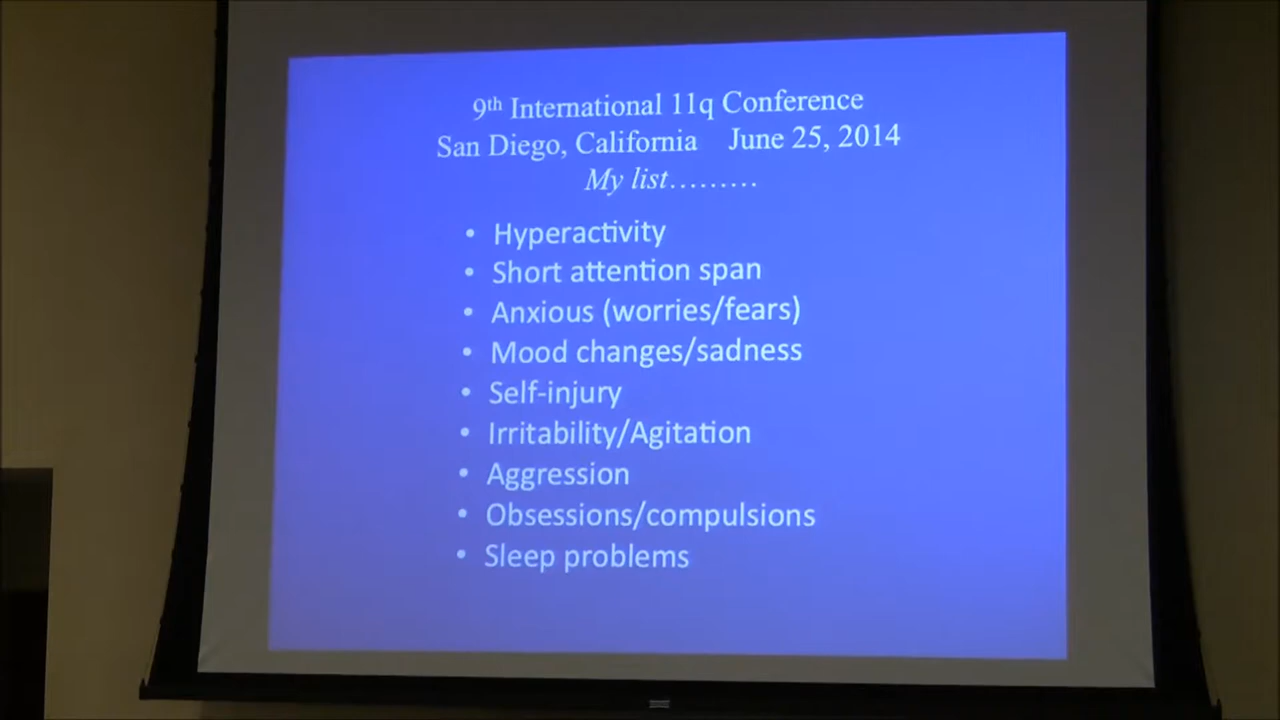 9th International 11q Conference
San Diego, California June 25, 2014
My list.........
• Hyperactivity
• Short attention span
• Anxious (worries/fears)
• Mood changes/sadness
• Self-injury
• Irritability/Agitation
• Aggression
• Obsessions/compulsions
• Sleep problems